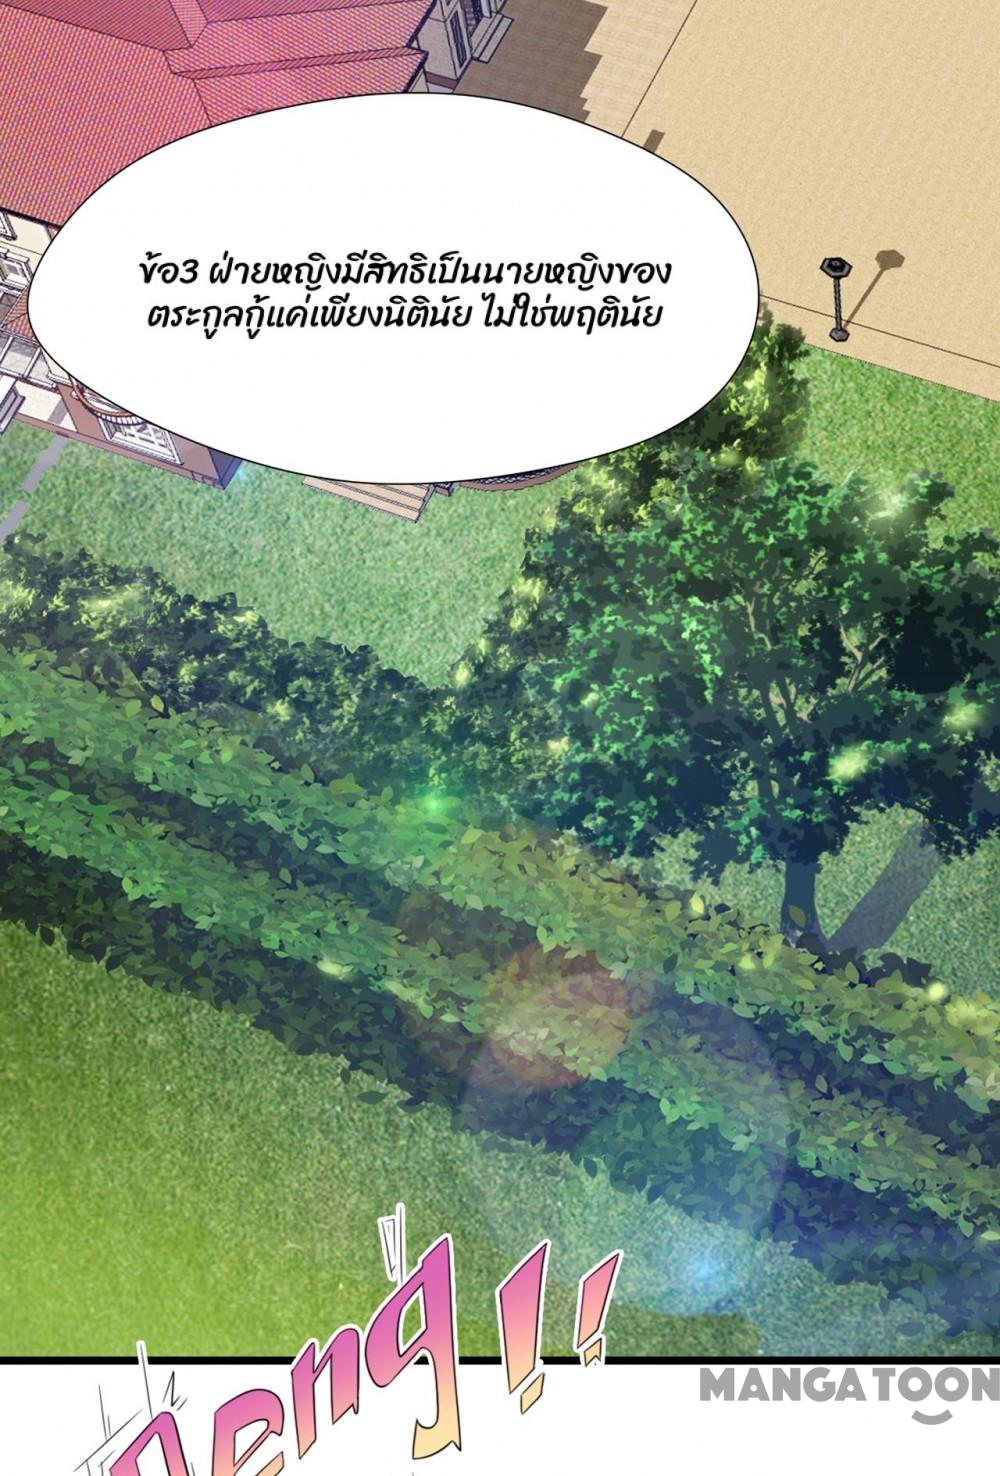 ข้อ3 ฝ่ายหญิงมีสิทธิเป็นนายหญิงของ
ตระกูลกู้แค่เพียงนิตินัย ไม่ใช่พฤตินัย
Deng!!
MANGATOON